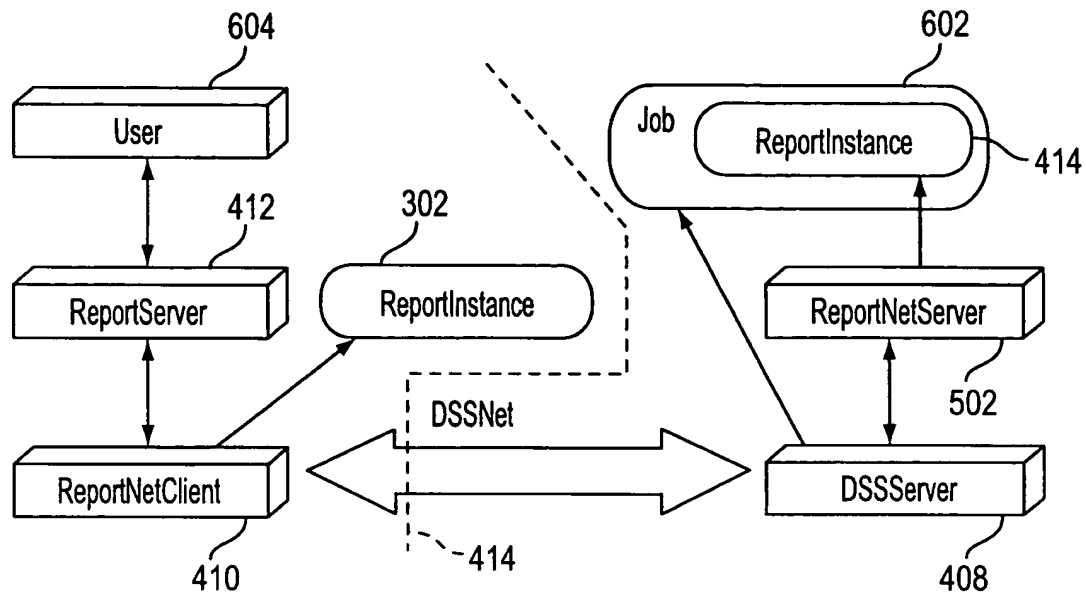 604
602
User
Job
ReportInstance
414
412
302
ReportServer
ReportInstance
ReportNetServer
502
DSSNet
ReportNetClient
DSSServer
414
410
408